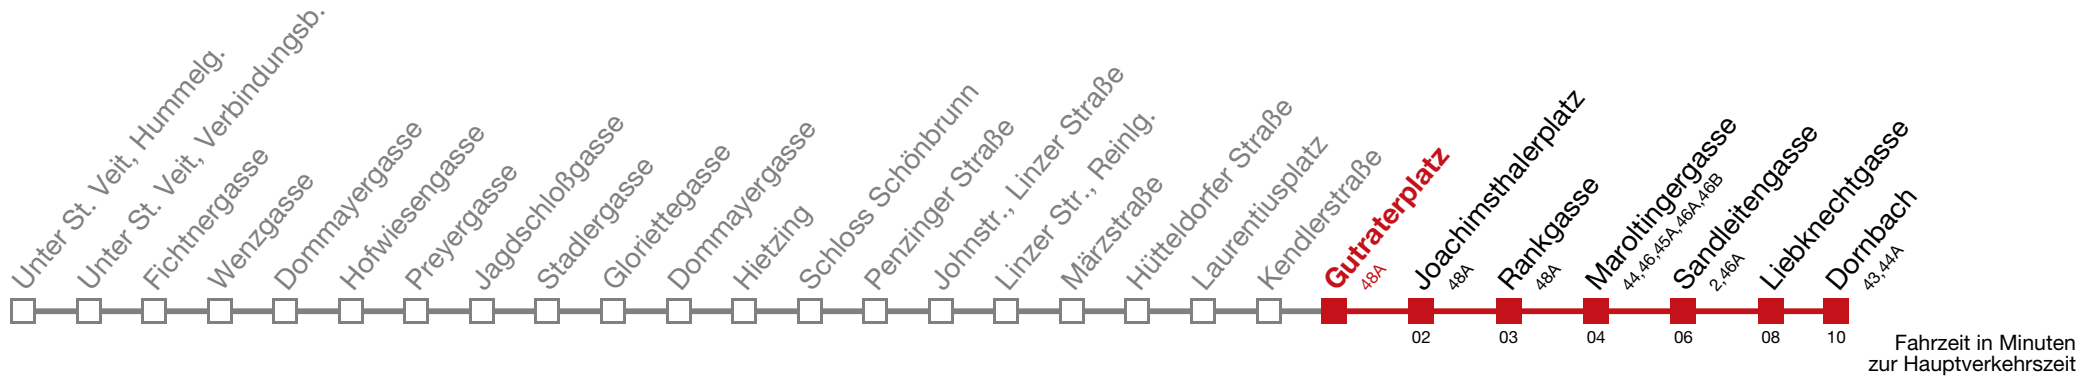 Unter St. Veit, Hummelg.
Unter St. Veit, Verbindungsb.
Fichtnergasse
Wenzgasse
Dommayergasse
Hofwiesengasse
Preyergasse
Jagdschloßgasse
Stadlergasse
Gloriettegasse
Dommayergasse
Hietzing
Schloss Schönbrunn
Penzinger Straße
Johnstr., Linzer Straße
Linzer Str., Reinlg.
Märzstraße
Hütteldorfer Straße
Laurentiusplatz
Kendlerstraße
Gutraterplatz
48A
Joachimsthalerplatz
48A
Rankgasse
48A
Maroltingergasse
44,46,45A,46A,46B
Sandleitengasse
2,46A
Liebknechtgasse
Dornbach
43,44A
02 03 04 06 08 10
Fahrzeit in Minuten
zur Hauptverkehrszeit